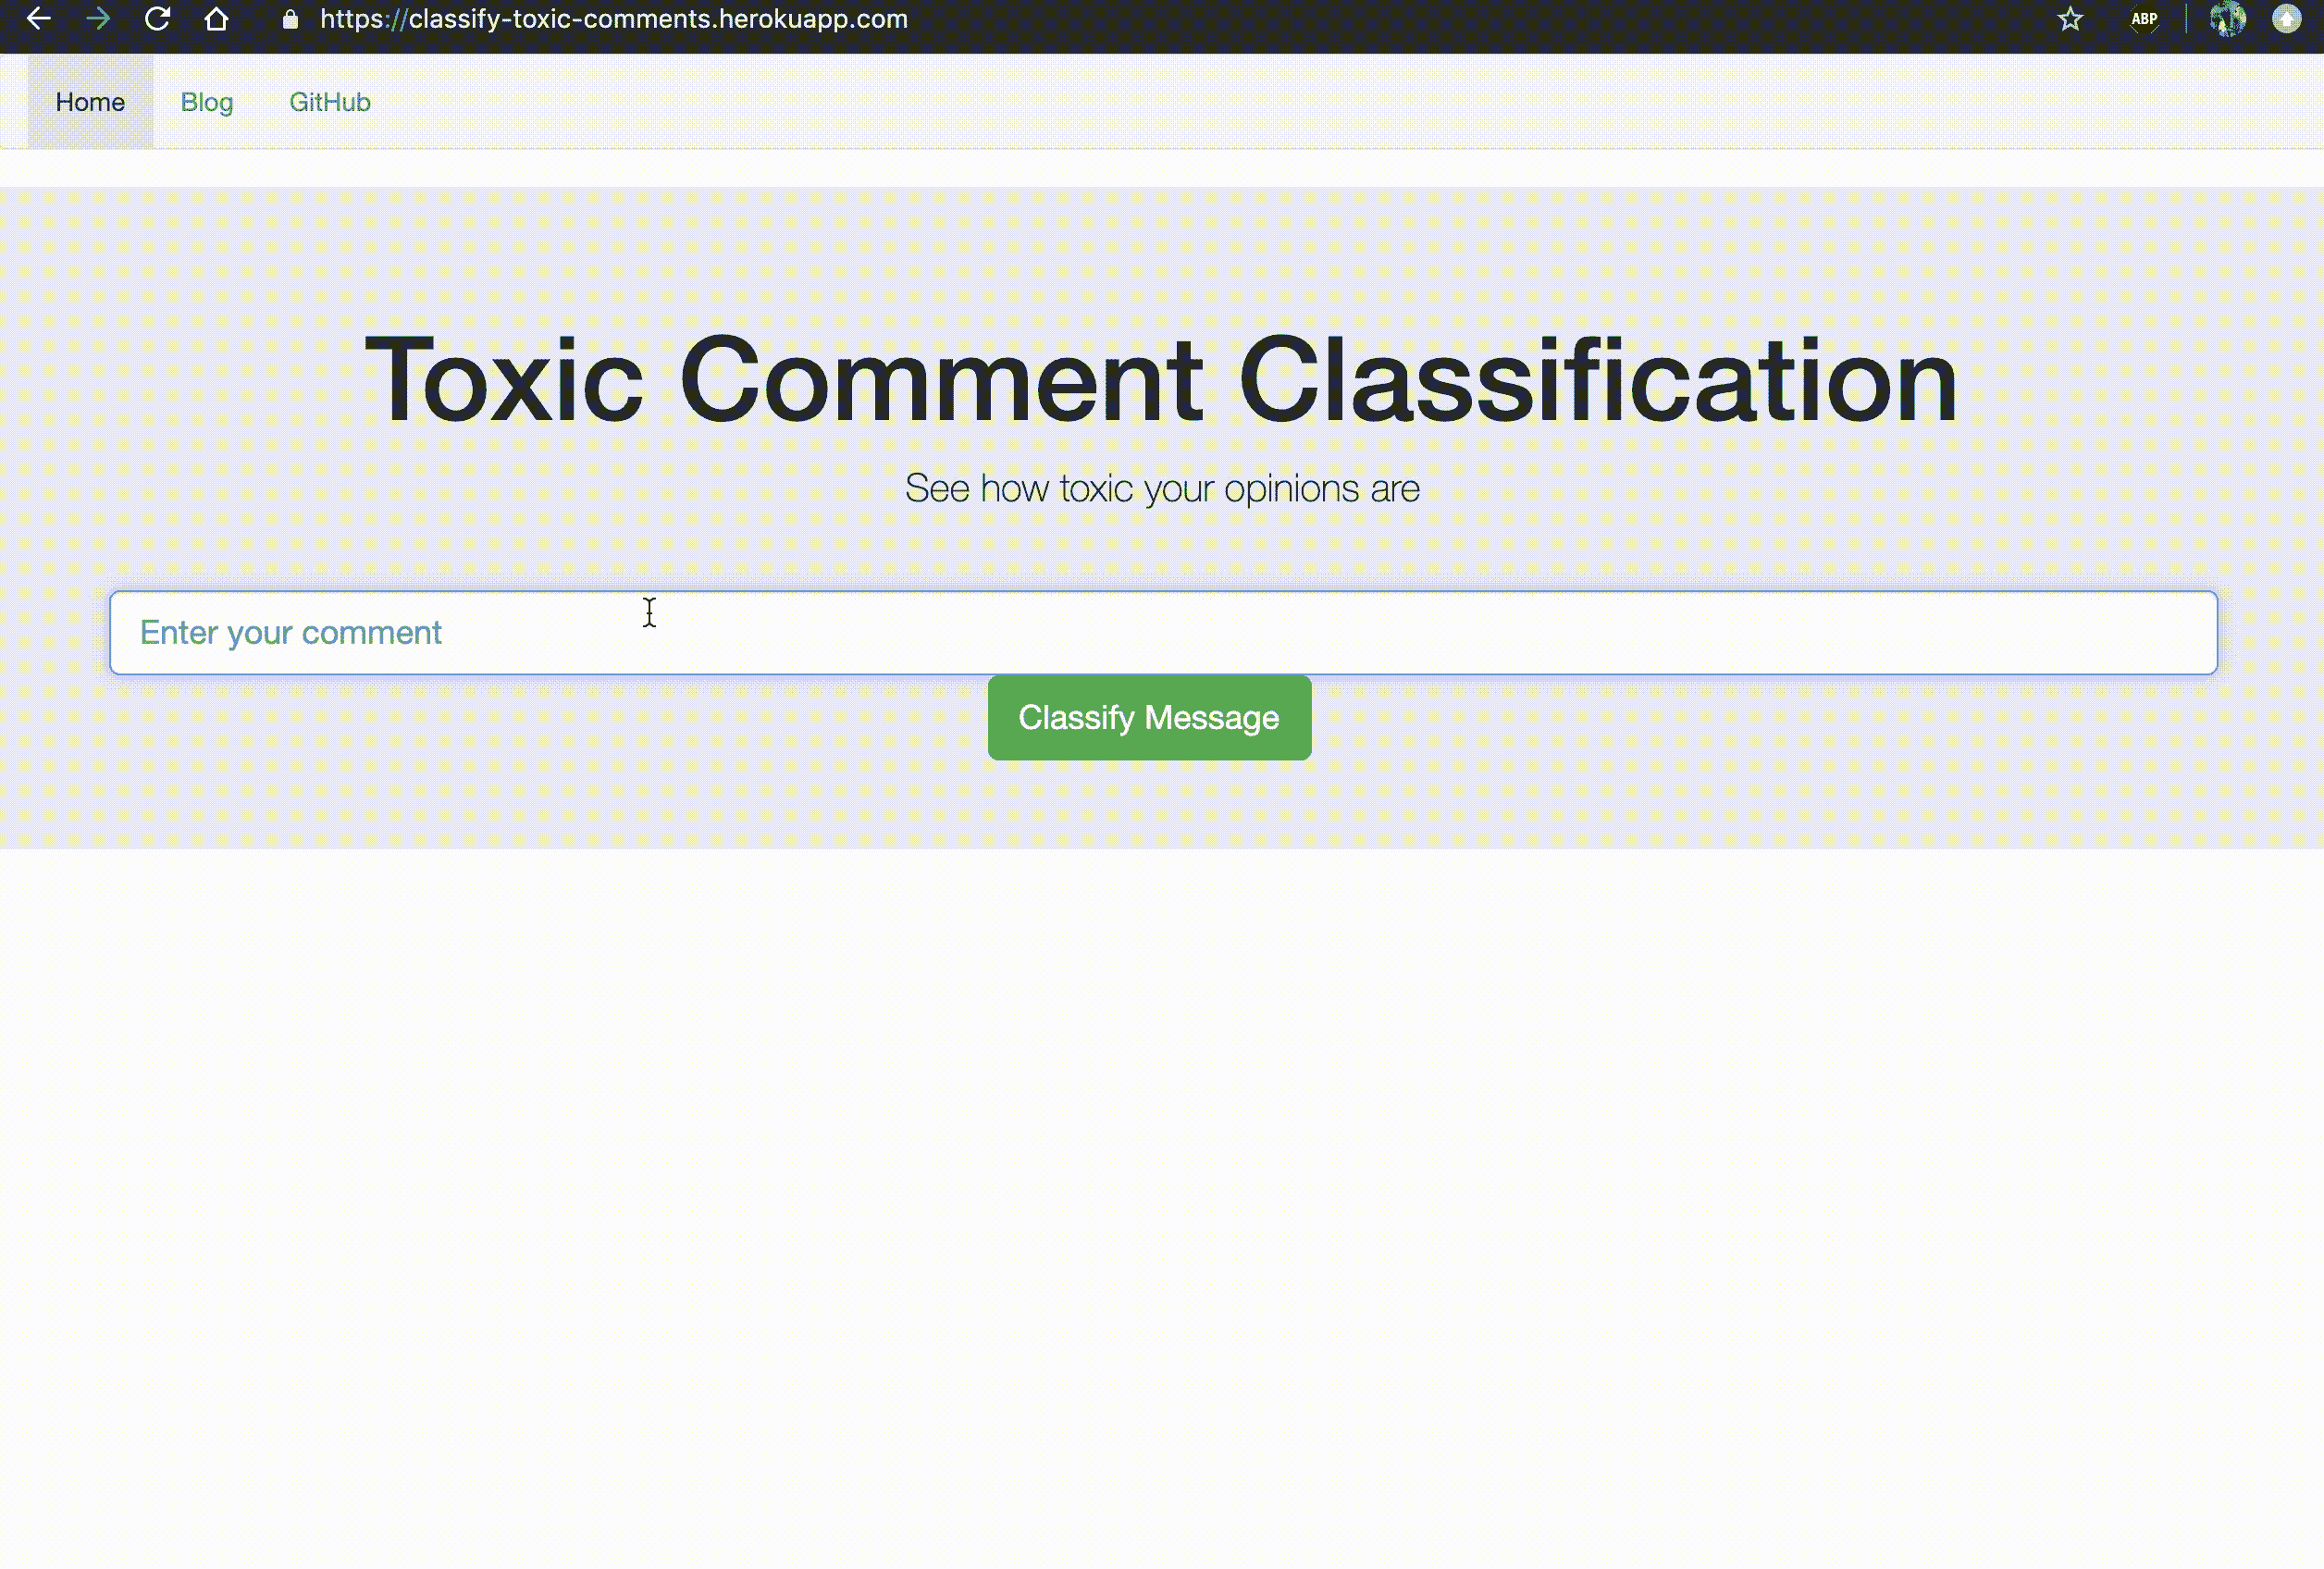 https://classify-toxic-comments.herokuapp.com
ABP
Home Blog GitHub
Toxic Comment Classification
See how toxic your opinions are
Enter your comment
Classify Message